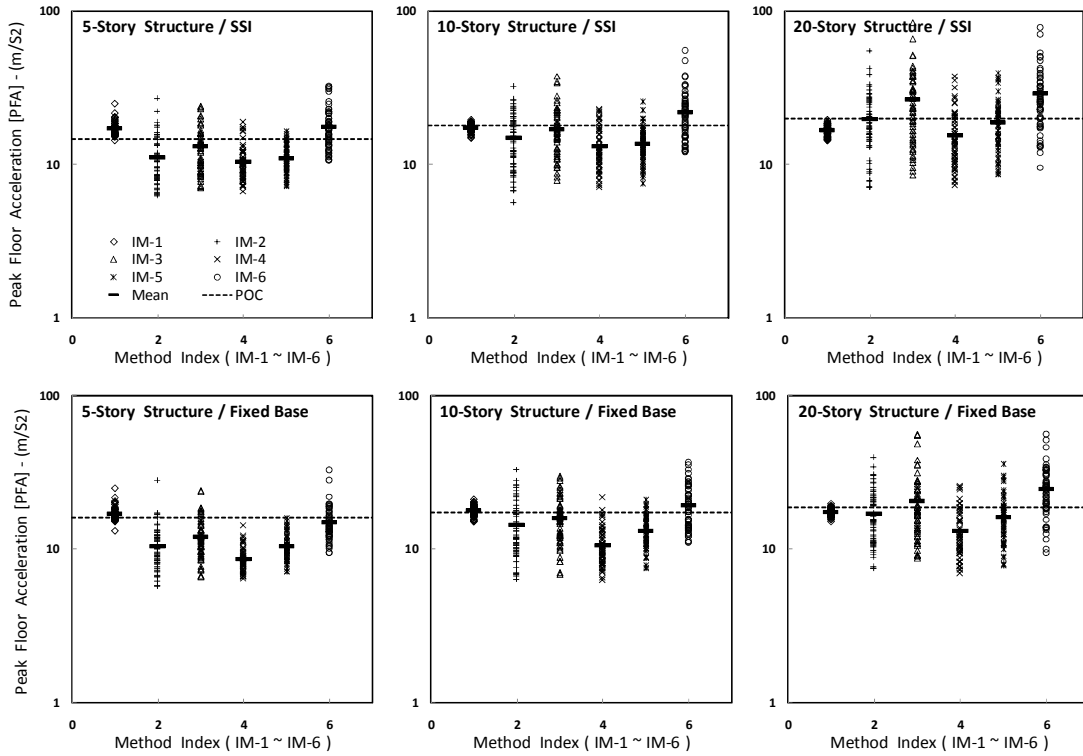 5-Story Structure / SSI
10-Story Structure / SSI
20-Story Structure / SSI
Peak Floor Acceleration [PFA] - (m/S2)
100
10
1
100
10
1
100
10
1
IM-1 IM-2
IM-3 IM-4
IM-5 IM-6
Mean POC
0 2 4 6
0 2 4 6
0 2 4 6
Method Index ( IM-1 ~ IM-6 )
Method Index ( IM-1 ~ IM-6 )
Method Index ( IM-1 ~ IM-6 )
5-Story Structure / Fixed Base
10-Story Structure / Fixed Base
20-Story Structure / Fixed Base
Peak Floor Acceleration [PFA] - (m/S2)
100
10
1
100
10
1
100
10
1
0 2 4 6
0 2 4 6
0 2 4 6
Method Index ( IM-1 ~ IM-6 )
Method Index ( IM-1 ~ IM-6 )
Method Index ( IM-1 ~ IM-6 )